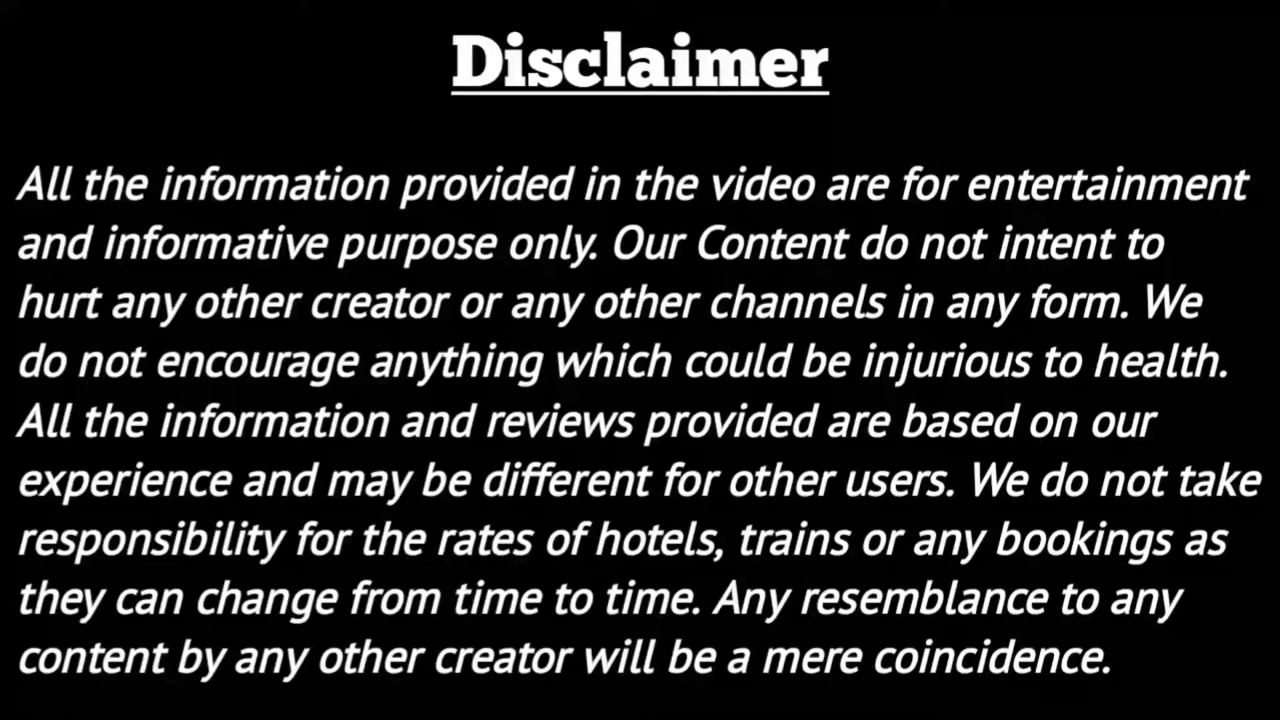 Disclaimer
All the information provided in the video are for entertainment
and informative purpose only. Our Content do not intent to
hurt any other creator or any other channels in any form. We
do not encourage anything which could be injurious to health.
All the information and reviews provided are based on our
experience and may be different for other users. We do not take
responsibility for the rates of hotels, trains or any bookings as
they can change from time to time. Any resemblance to any
content by any other creator will be a mere coincidence.